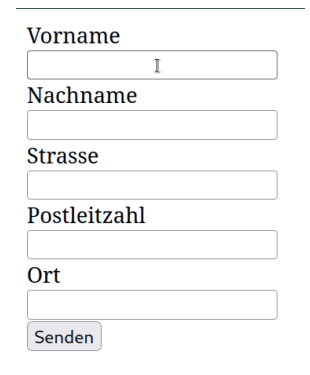 Vorname
Nachname
Strasse
Postleitzahl
Ort
Senden